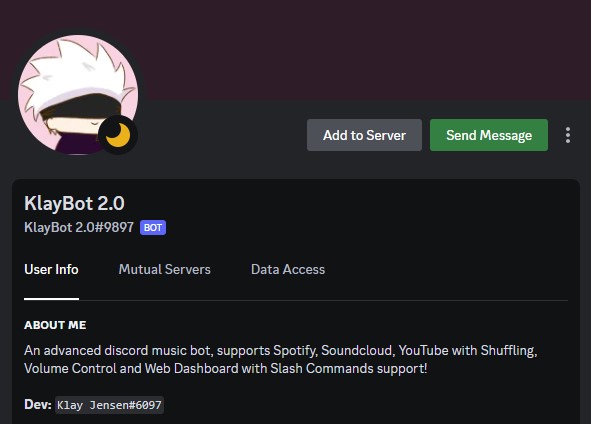 Add to Server
Send Message
KlayBot 2.0
KlayBot 2.0#9897 BOT
User Info Mutual Servers Data Access
ABOUT ME
An advanced discord music bot, supports Spotify, Soundcloud, YouTube with Shuffling,
Volume Control and Web Dashboard with Slash Commands support!
Dev: Klay Jensen#6097